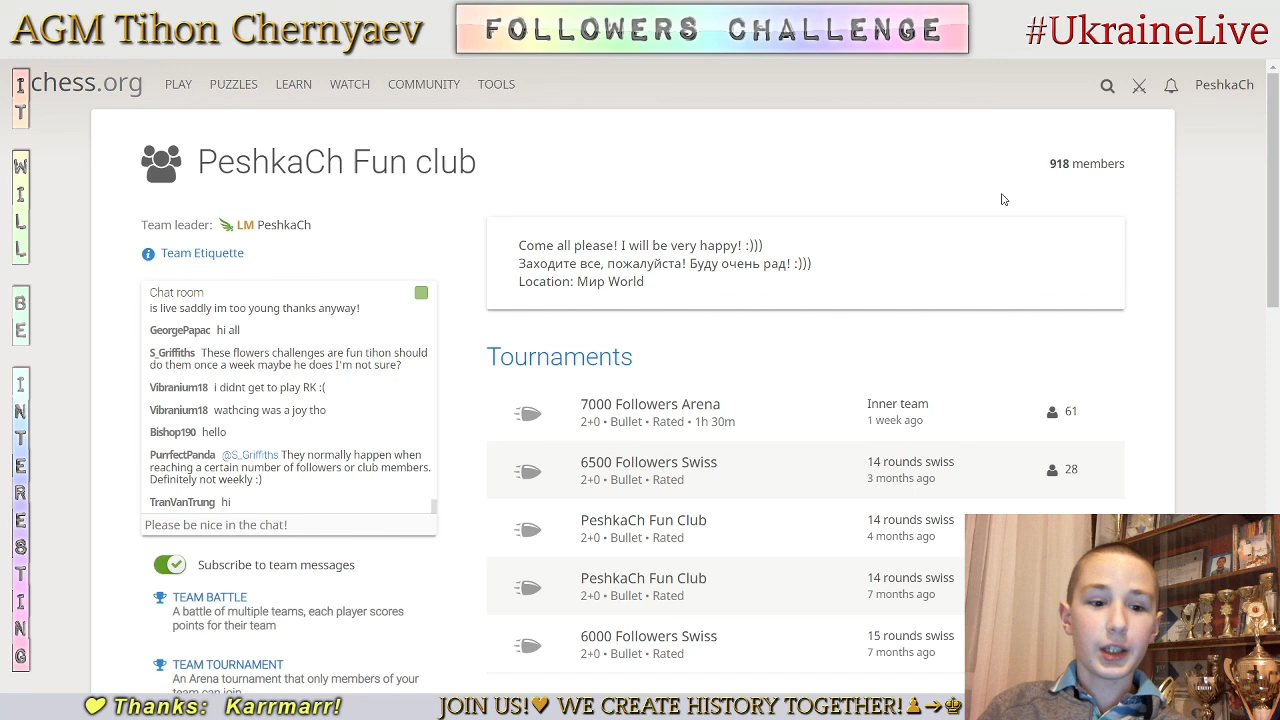 AGM Tihon Chernyaev
FOLLOWERS CHALLENGE
#UkraineLive
IT WILL BE INTERESTING
chess.org
PLAY PUZZLES LEARN WATCH COMMUNITY TOOLS
PeshkaCh
PeshkaCh Fun club
918 members
Team leader: LM PeshkaCh
Team Etiquette
Come all please! I will be very happy! :)))
Заходите все, пожалуйста! Буду очень рад! :)))
Location: Мир World
Chat room
is live saddly im too young thanks anyway!
GeorgePapac hi all
S_Griffiths These flowers challenges are fun tihon should
do them once a week maybe he does I'm not sure?
Vibranium18 i didnt get to play RK :(
Vibranium18 wathcing was a joy tho
Bishop190 hello
PurrfectPanda @S_Griffiths They normally happen when
reaching a certain number of followers or club members.
Definitely not weekly :)
TranVanTrung hi
Please be nice in the chat!
Subscribe to team messages
TEAM BATTLE
A battle of multiple teams, each player scores
points for their team
TEAM TOURNAMENT
An Arena tournament that only members of your
team can join
Tournaments
7000 Followers Arena Inner team 61
2+0 • Bullet • Rated • 1h 30m 1 week ago
6500 Followers Swiss 14 rounds swiss 28
2+0 • Bullet • Rated 3 months ago
PeshkaCh Fun Club 14 rounds swiss
2+0 • Bullet • Rated 4 months ago
PeshkaCh Fun Club 14 rounds swiss
2+0 • Bullet • Rated 7 months ago
6000 Followers Swiss 15 rounds swiss
2+0 • Bullet • Rated 7 months ago
Thanks: Karrmarr!
JOIN US! WE CREATE HISTORY TOGETHER!